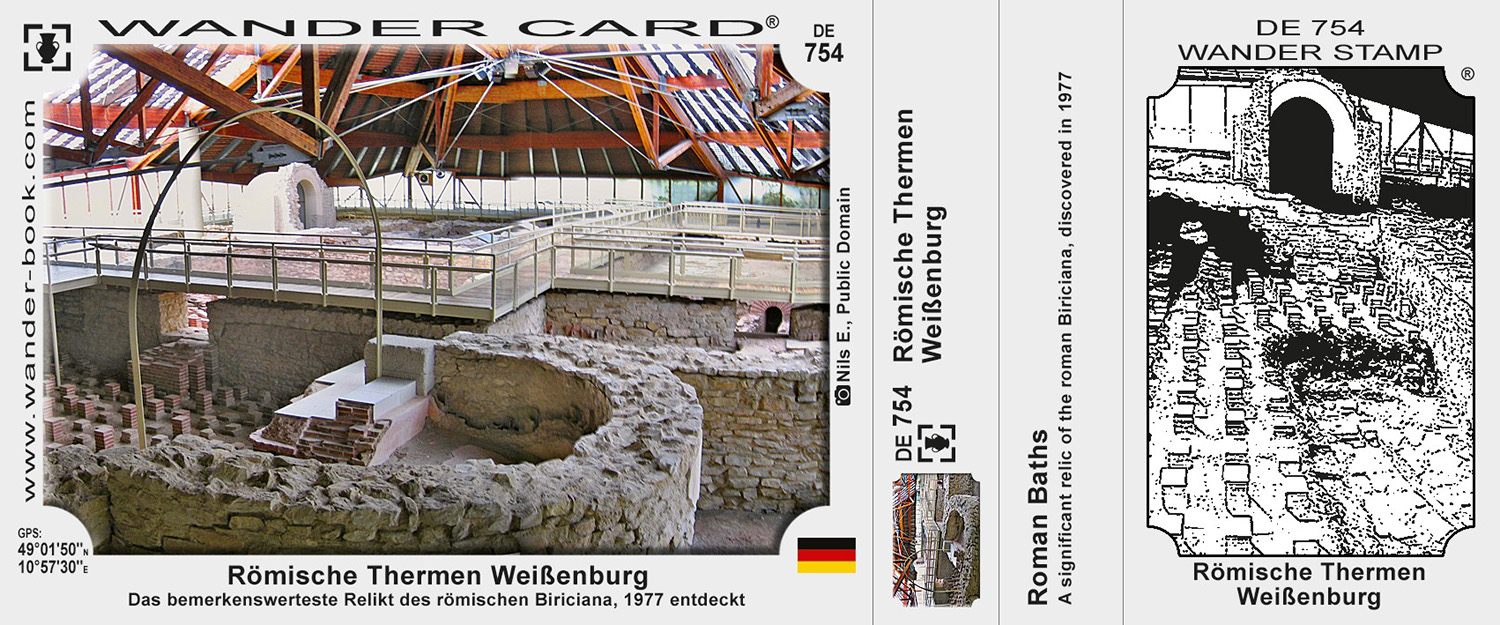 WANDER CARD®
DE
754
www.wander-book.com
Nils E., Public Domain
GPS:
49°01'50"N
10°57'30"E
Römische Thermen Weißenburg
Das bemerkenswerteste Relikt des römischen Biriciana, 1977 entdeckt
DE 754 Römische Thermen
Weißenburg
Roman Baths
A significant relic of the roman Biriciana, discovered in 1977
DE 754
WANDER STAMP
®
Römische Thermen
Weißenburg